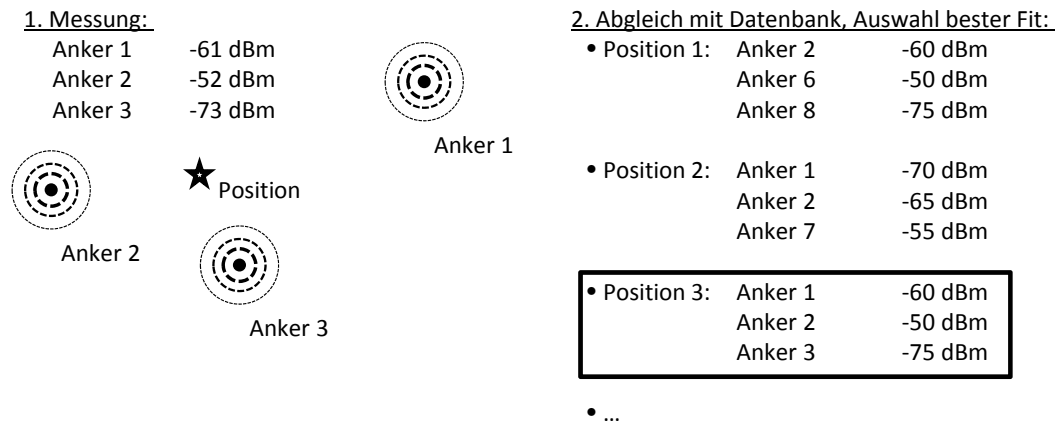 1. Messung:
Anker 1 -61 dBm
Anker 2 -52 dBm
Anker 3 -73 dBm
Anker 1
Position
Anker 2
Anker 3
2. Abgleich mit Datenbank, Auswahl bester Fit:
• Position 1: Anker 2 -60 dBm
Anker 6 -50 dBm
Anker 8 -75 dBm
• Position 2: Anker 1 -70 dBm
Anker 2 -65 dBm
Anker 7 -55 dBm
• Position 3: Anker 1 -60 dBm
Anker 2 -50 dBm
Anker 3 -75 dBm
• ...